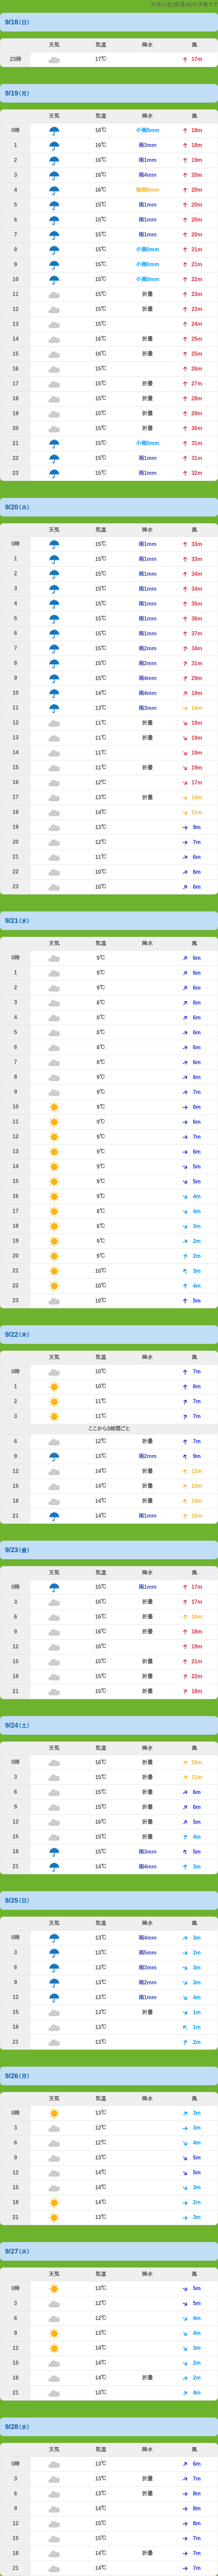 ※英日点(聖漢岳)の予報です
9/18(日)
天気 気温 降水 風
23時 17℃ 17m
9/19(月)
天気 気温 降水 風
0時 16℃ 小雨0mm 18m
1 16℃ 雨3mm 18m
2 16℃ 雨1mm 19m
3 16℃ 雨4mm 20m
4 16℃ 強雨8mm 20m
5 15℃ 雨1mm 20m
6 15℃ 雨1mm 20m
7 15℃ 雨1mm 20m
8 15℃ 小雨0mm 21m
9 15℃ 小雨0mm 21m
10 15℃ 小雨0mm 22m
11 15℃ 折畳 23m
12 15℃ 折畳 23m
13 15℃ 24m
14 16℃ 折畳 25m
15 16℃ 折畳 25m
16 15℃ 26m
17 15℃ 折畳 27m
18 15℃ 折畳 28m
19 15℃ 折畳 29m
20 15℃ 折畳 30m
21 15℃ 小雨0mm 31m
22 15℃ 雨1mm 31m
23 15℃ 雨1mm 32m
9/20(火)
天気 気温 降水 風
0時 15℃ 雨1mm 33m
1 15℃ 雨1mm 33m
2 15℃ 雨1mm 34m
3 15℃ 雨1mm 34m
4 15℃ 雨1mm 35m
5 15℃ 雨1mm 36m
6 15℃ 雨1mm 37m
7 15℃ 雨2mm 34m
8 15℃ 雨2mm 31m
9 15℃ 雨4mm 29m
10 14℃ 雨4mm 19m
11 13℃ 雨3mm 14m
12 11℃ 折畳 19m
13 11℃ 折畳 19m
14 11℃ 19m
15 11℃ 折畳 19m
16 12℃ 17m
17 13℃ 折畳 14m
18 14℃ 11m
19 13℃ 9m
20 12℃ 7m
21 11℃ 6m
22 10℃ 6m
23 10℃ 6m
9/21(水)
天気 気温 降水 風
0時 9℃ 6m
1 9℃ 6m
2 9℃ 6m
3 8℃ 6m
4 8℃ 6m
5 8℃ 6m
6 8℃ 6m
7 8℃ 6m
8 9℃ 6m
9 9℃ 7m
10 9℃ 6m
11 9℃ 6m
12 9℃ 7m
13 9℃ 6m
14 9℃ 5m
15 9℃ 5m
16 9℃ 4m
17 8℃ 4m
18 8℃ 3m
19 9℃ 2m
20 9℃ 2m
21 10℃ 3m
22 10℃ 4m
23 10℃ 5m
9/22(木)
天気 気温 降水 風
0時 10℃ 7m
1 10℃ 6m
2 11℃ 7m
3 11℃ 7m
ここから3時間ごと
6 12℃ 折畳 7m
9 13℃ 雨2mm 9m
12 14℃ 折畳 12m
15 14℃ 折畳 13m
18 14℃ 折畳 14m
21 14℃ 雨1mm 15m
9/23(金)
天気 気温 降水 風
0時 15℃ 雨1mm 17m
3 16℃ 折畳 17m
6 16℃ 折畳 16m
9 16℃ 折畳 18m
12 16℃ 19m
15 15℃ 折畳 21m
18 15℃ 折畳 22m
21 15℃ 折畳 18m
9/24(土)
天気 気温 降水 風
0時 16℃ 折畳 15m
3 15℃ 折畳 11m
6 15℃ 折畳 6m
9 15℃ 折畳 6m
12 16℃ 折畳 5m
15 15℃ 折畳 4m
18 15℃ 雨3mm 5m
21 14℃ 雨4mm 3m
9/25(日)
天気 気温 降水 風
0時 13℃ 雨4mm 3m
3 13℃ 雨5mm 2m
6 13℃ 雨3mm 3m
9 13℃ 雨2mm 3m
12 13℃ 雨1mm 4m
15 13℃ 折畳 1m
18 13℃ 1m
21 13℃ 2m
9/26(月)
天気 気温 降水 風
0時 13℃ 3m
3 12℃ 3m
6 12℃ 4m
9 13℃ 5m
12 14℃ 5m
15 14℃ 3m
18 14℃ 2m
21 13℃ 3m
9/27(火)
天気 気温 降水 風
0時 13℃ 5m
3 12℃ 5m
6 12℃ 4m
9 13℃ 4m
12 14℃ 3m
15 14℃ 2m
18 14℃ 折畳 2m
21 13℃ 4m
9/28(水)
天気 気温 降水 風
0時 13℃ 6m
3 13℃ 折畳 7m
6 13℃ 折畳 8m
9 14℃ 8m
12 15℃ 8m
15 15℃ 7m
18 14℃ 折畳 7m
21 14℃ 7m